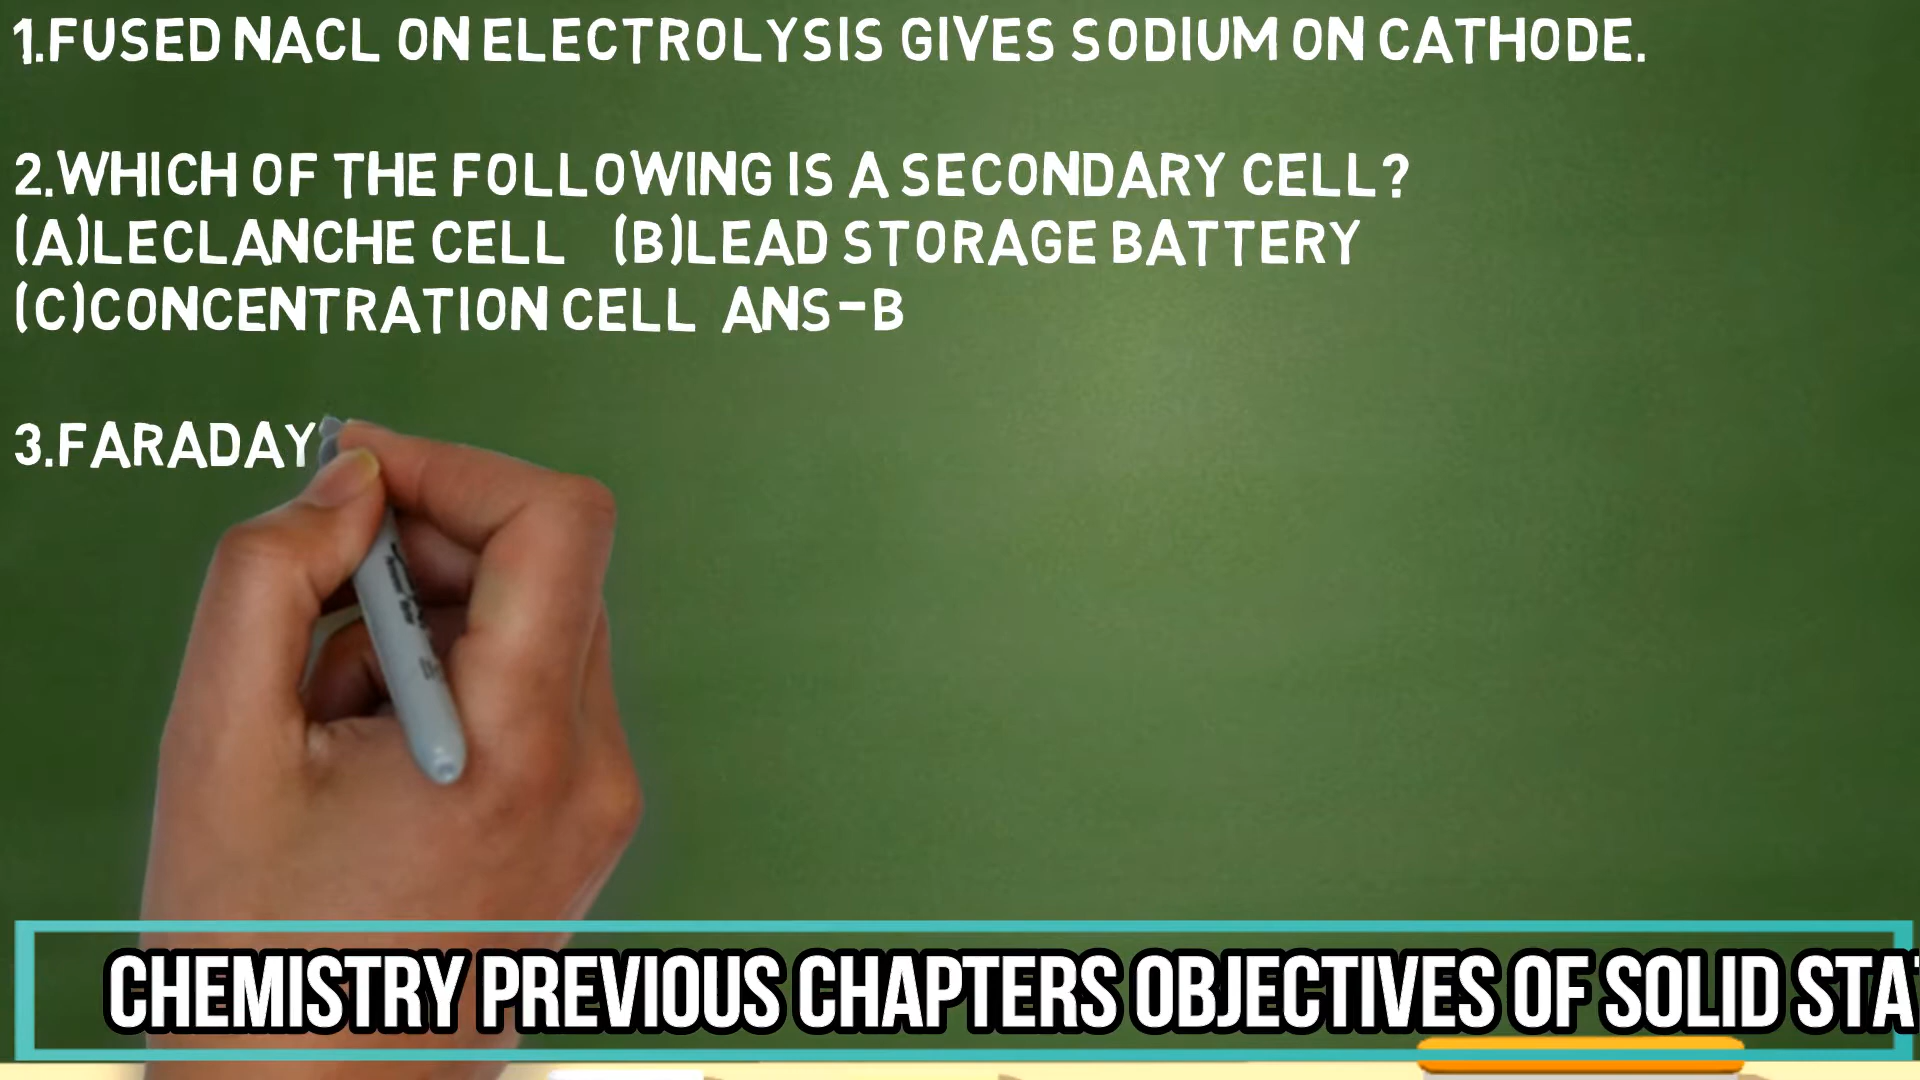 1.FUSED NACL ON ELECTROLYSIS GIVES SODIUM ON CATHODE.
2.WHICH OF THE FOLLOWING IS A SECONDARY CELL?
(A)LECLANCHE CELL (B)LEAD STORAGE BATTERY
(C)CONCENTRATION CELL ANS-B
3.FARADAY
CHEMISTRY PREVIOUS CHAPTERS OBJECTIVES OF SOLID STA